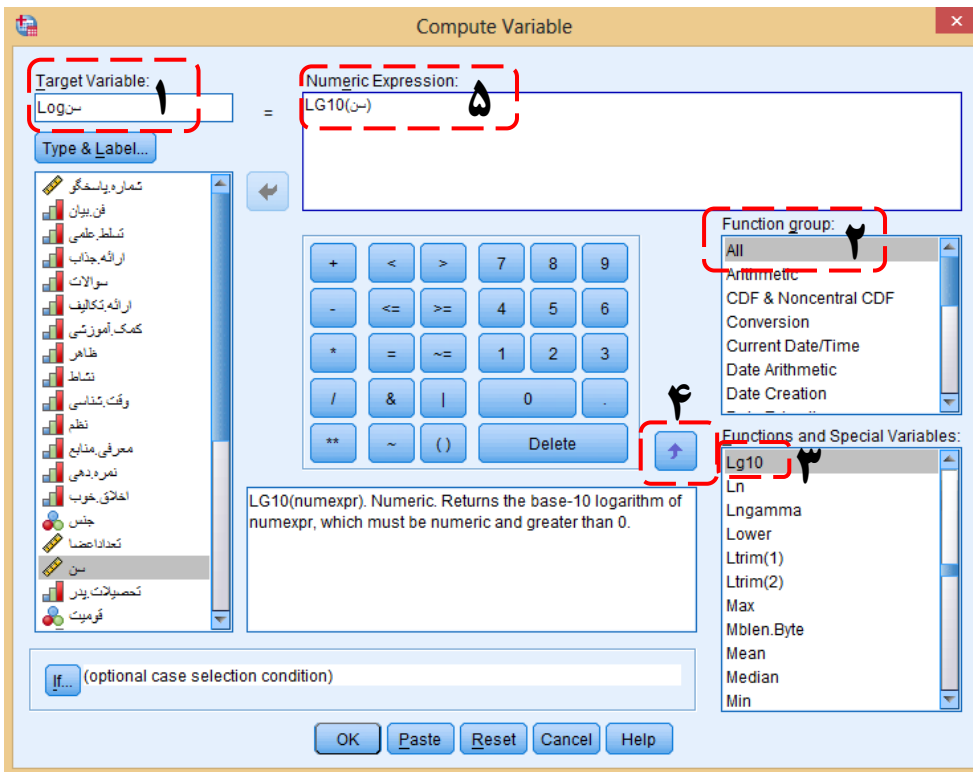 Compute Variable
Target Variable:
۱
Logسن
=
Numeric Expression:
۵
LG10(سن)
Type & Label...
شماره.پاسخگو
فن.بیان
تسلط.علمی
ارائه.جذاب
سوالات
ارائه.تکالیف
کمک.آموزشی
ظاهر
نشاط
وقت.شناسی
نظم
معرفی.منابع
نمره.دهی
اخلاق.خوب
جنس
تعداداعضا
سن
تحصیلات.پدر
قومیت
+ < > 7 8 9
- <= >= 4 5 6
* = ~= 1 2 3
/ & | 0 .
** ~ ( ) Delete
۴
Function group:
۲
All
Arithmetic
CDF & Noncentral CDF
Conversion
Current Date/Time
Date Arithmetic
Date Creation
Functions and Special Variables:
۳
Lg10
Ln
Lngamma
Lower
Ltrim(1)
Ltrim(2)
Max
Mblen.Byte
Mean
Median
Min
LG10(numexpr). Numeric. Returns the base-10 logarithm of
numexpr, which must be numeric and greater than 0.
If... (optional case selection condition)
OK Paste Reset Cancel Help